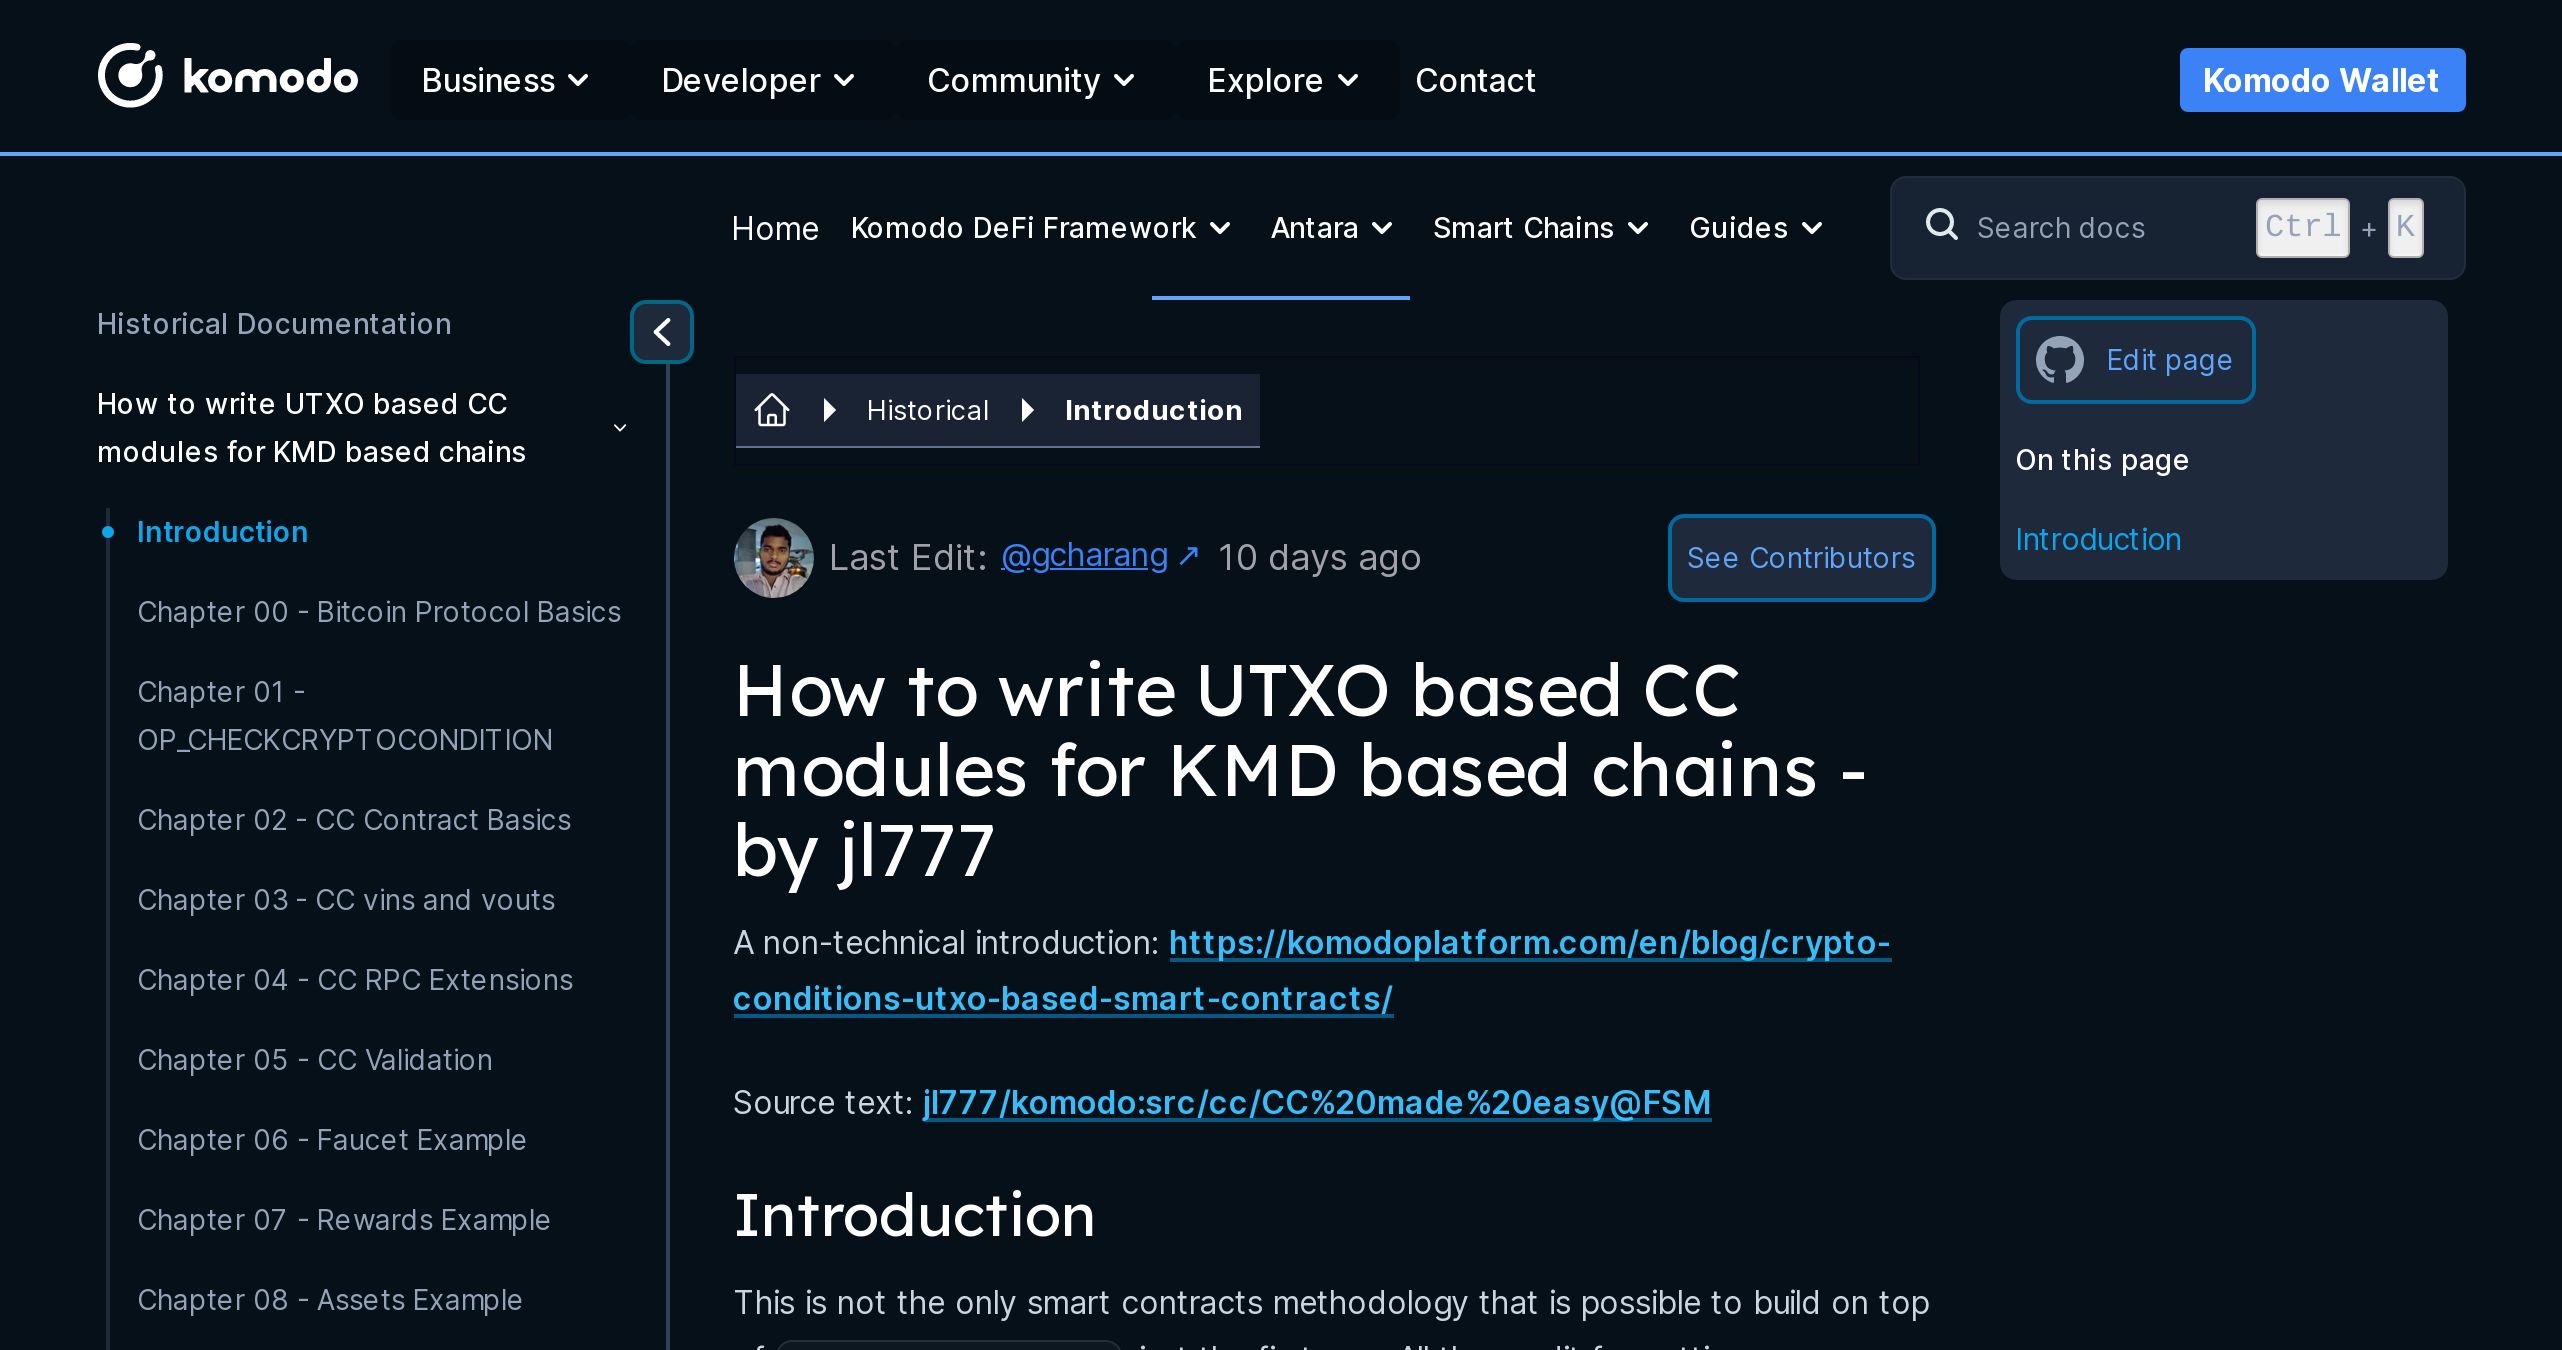 komodo
Business
Developer
Community
Explore
Contact
Komodo Wallet
Home
Komodo DeFi Framework
Antara
Smart Chains
Guides
Search docs
Ctrl + K
Historical Documentation
How to write UTXO based CC
modules for KMD based chains
Introduction
Chapter 00 - Bitcoin Protocol Basics
Chapter 01 -
OP_CHECKCRYPTOCONDITION
Chapter 02 - CC Contract Basics
Chapter 03 - CC vins and vouts
Chapter 04 - CC RPC Extensions
Chapter 05 - CC Validation
Chapter 06 - Faucet Example
Chapter 07 - Rewards Example
Chapter 08 - Assets Example
Historical
Introduction
Last Edit: @gcharang ↗ 10 days ago
See Contributors
How to write UTXO based CC
modules for KMD based chains -
by jl777
A non-technical introduction: https://komodoplatform.com/en/blog/crypto-
conditions-utxo-based-smart-contracts/
Source text: jl777/komodo:src/cc/CC%20made%20easy@FSM
Introduction
This is not the only smart contracts methodology that is possible to build on top
Edit page
On this page
Introduction